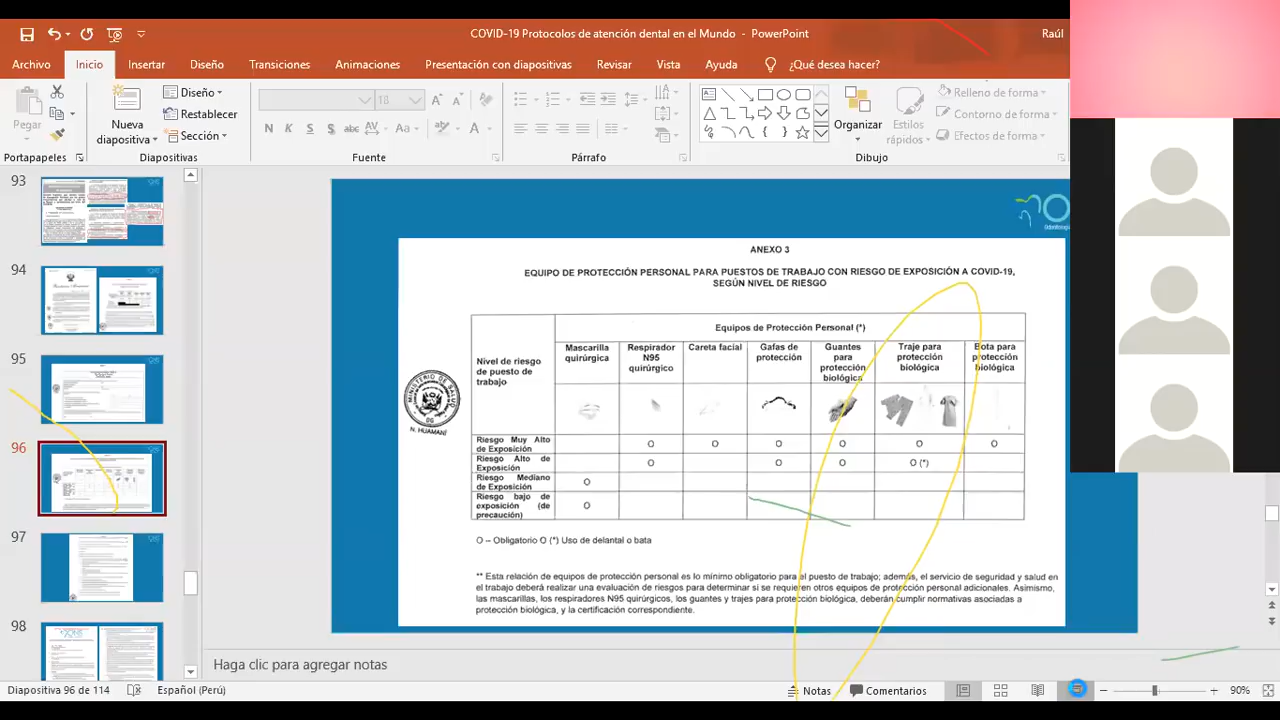 COVID-19 Protocolos de atención dental en el Mundo - PowerPoint
Raúl
Archivo Inicio Insertar Diseño Transiciones Animaciones Presentación con diapositivas Revisar Vista Ayuda ¿Qué desea hacer?
Pegar
Nueva diapositiva
Diseño
Restablecer
Sección
18
N K S abc AV Aa A
Organizar
Estilos rápidos
Relleno de forma
Contorno de forma
Efectos de forma
Portapapeles Diapositivas Fuente Párrafo Dibujo
93
94
95
96
97
98
ANEXO 3
EQUIPO DE PROTECCIÓN PERSONAL PARA PUESTOS DE TRABAJO CON RIESGO DE EXPOSICIÓN A COVID-19,
SEGÚN NIVEL DE RIESGO
Equipos de Protección Personal (*)
Nivel de riesgo de puesto de trabajo
Mascarilla quirúrgica
Respirador N95 quirúrgico
Careta facial
Gafas de protección
Guantes para protección biológica
Traje para protección biológica
Bota para protección biológica
MINISTERIO DE SALUD
N. HUAMANÍ
Riesgo Muy Alto de Exposición O O O O O O
Riesgo Alto de Exposición O O O O (*)
Riesgo Mediano de Exposición O
Riesgo bajo de exposición (de precaución) O
O – Obligatorio O (*) Uso de delantal o bata
** Esta relación de equipos de protección personal es lo mínimo obligatorio para el puesto de trabajo; además, el servicio de seguridad y salud en
el trabajo deberá realizar una evaluación de riesgos para determinar si se requieren otros equipos de protección personal adicionales. Asimismo,
las mascarillas, los respiradores N95 quirúrgicos, los guantes y trajes para protección biológica, deberán cumplir normativas asociadas a
protección biológica, y la certificación correspondiente.
Haga clic para agregar notas
Diapositiva 96 de 114 Español (Perú) Notas Comentarios 90%